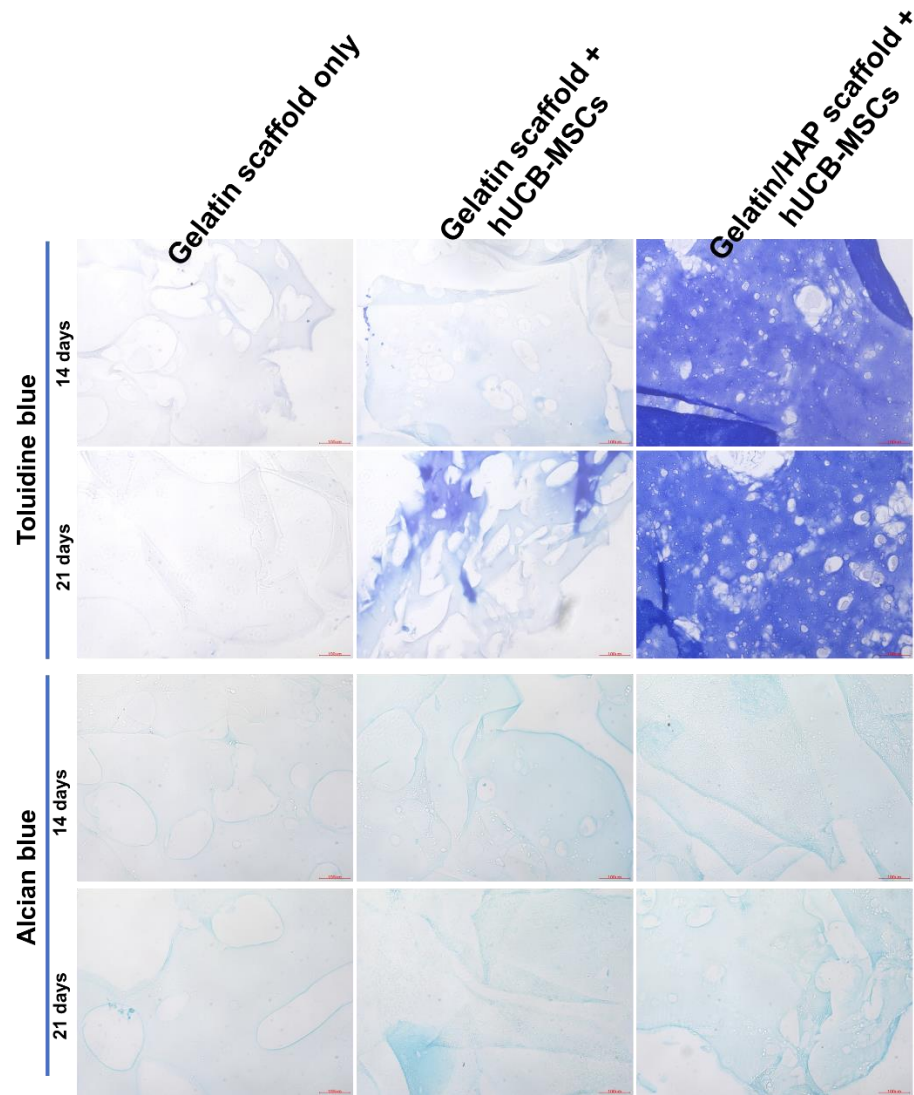 Gelatin scaffold only
Gelatin scaffold +
hUCB-MSCs
Gelatin/HAP scaffold +
hUCB-MSCs
Toluidine blue
14 days
21 days
Alcian blue
14 days
21 days